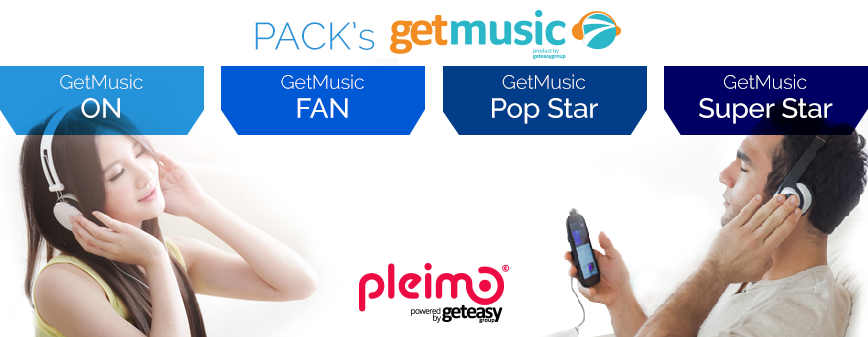 PACK's getmusic
product by
geteasygroup
GetMusic
ON
GetMusic
FAN
GetMusic
Pop Star
GetMusic
Super Star
pleimo©
powered
by geteasy
group